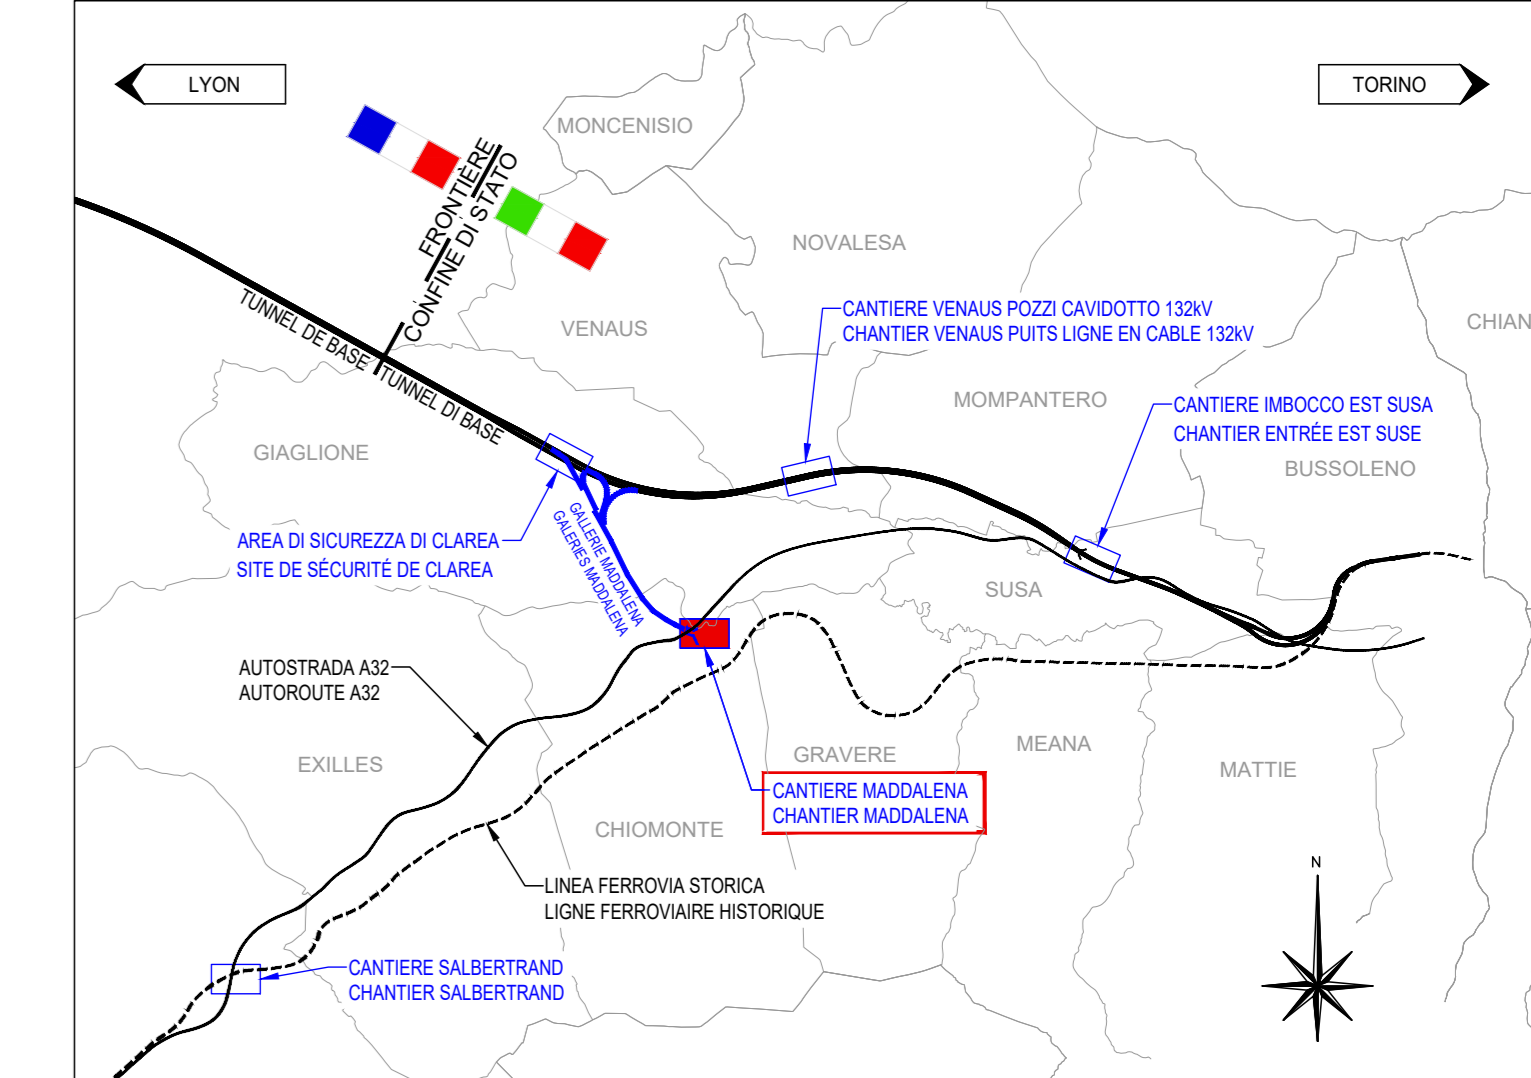 LYON
TORINO
MONCENISIO
FRONTIÈRE
CONFINE DI STATO
NOVALESA
CANTIERE VENAUS POZZI CAVIDOTTO 132kV
CHANTIER VENAUS PUITS LIGNE EN CABLE 132kV
VENAUS
CHIAN
TUNNEL DE BASE
TUNNEL DI BASE
MOMPANTERO
CANTIERE IMBOCCO EST SUSA
CHANTIER ENTRÉE EST SUSE
GIAGLIONE
BUSSOLENO
AREA DI SICUREZZA DI CLAREA
SITE DE SÉCURITÉ DE CLAREA
GALLERIE MADDALENA
GALERIES MADDALENA
SUSA
AUTOSTRADA A32
AUTOROUTE A32
EXILLES
GRAVERE
MEANA
MATTIE
CANTIERE MADDALENA
CHANTIER MADDALENA
CHIOMONTE
N
LINEA FERROVIA STORICA
LIGNE FERROVIAIRE HISTORIQUE
CANTIERE SALBERTRAND
CHANTIER SALBERTRAND